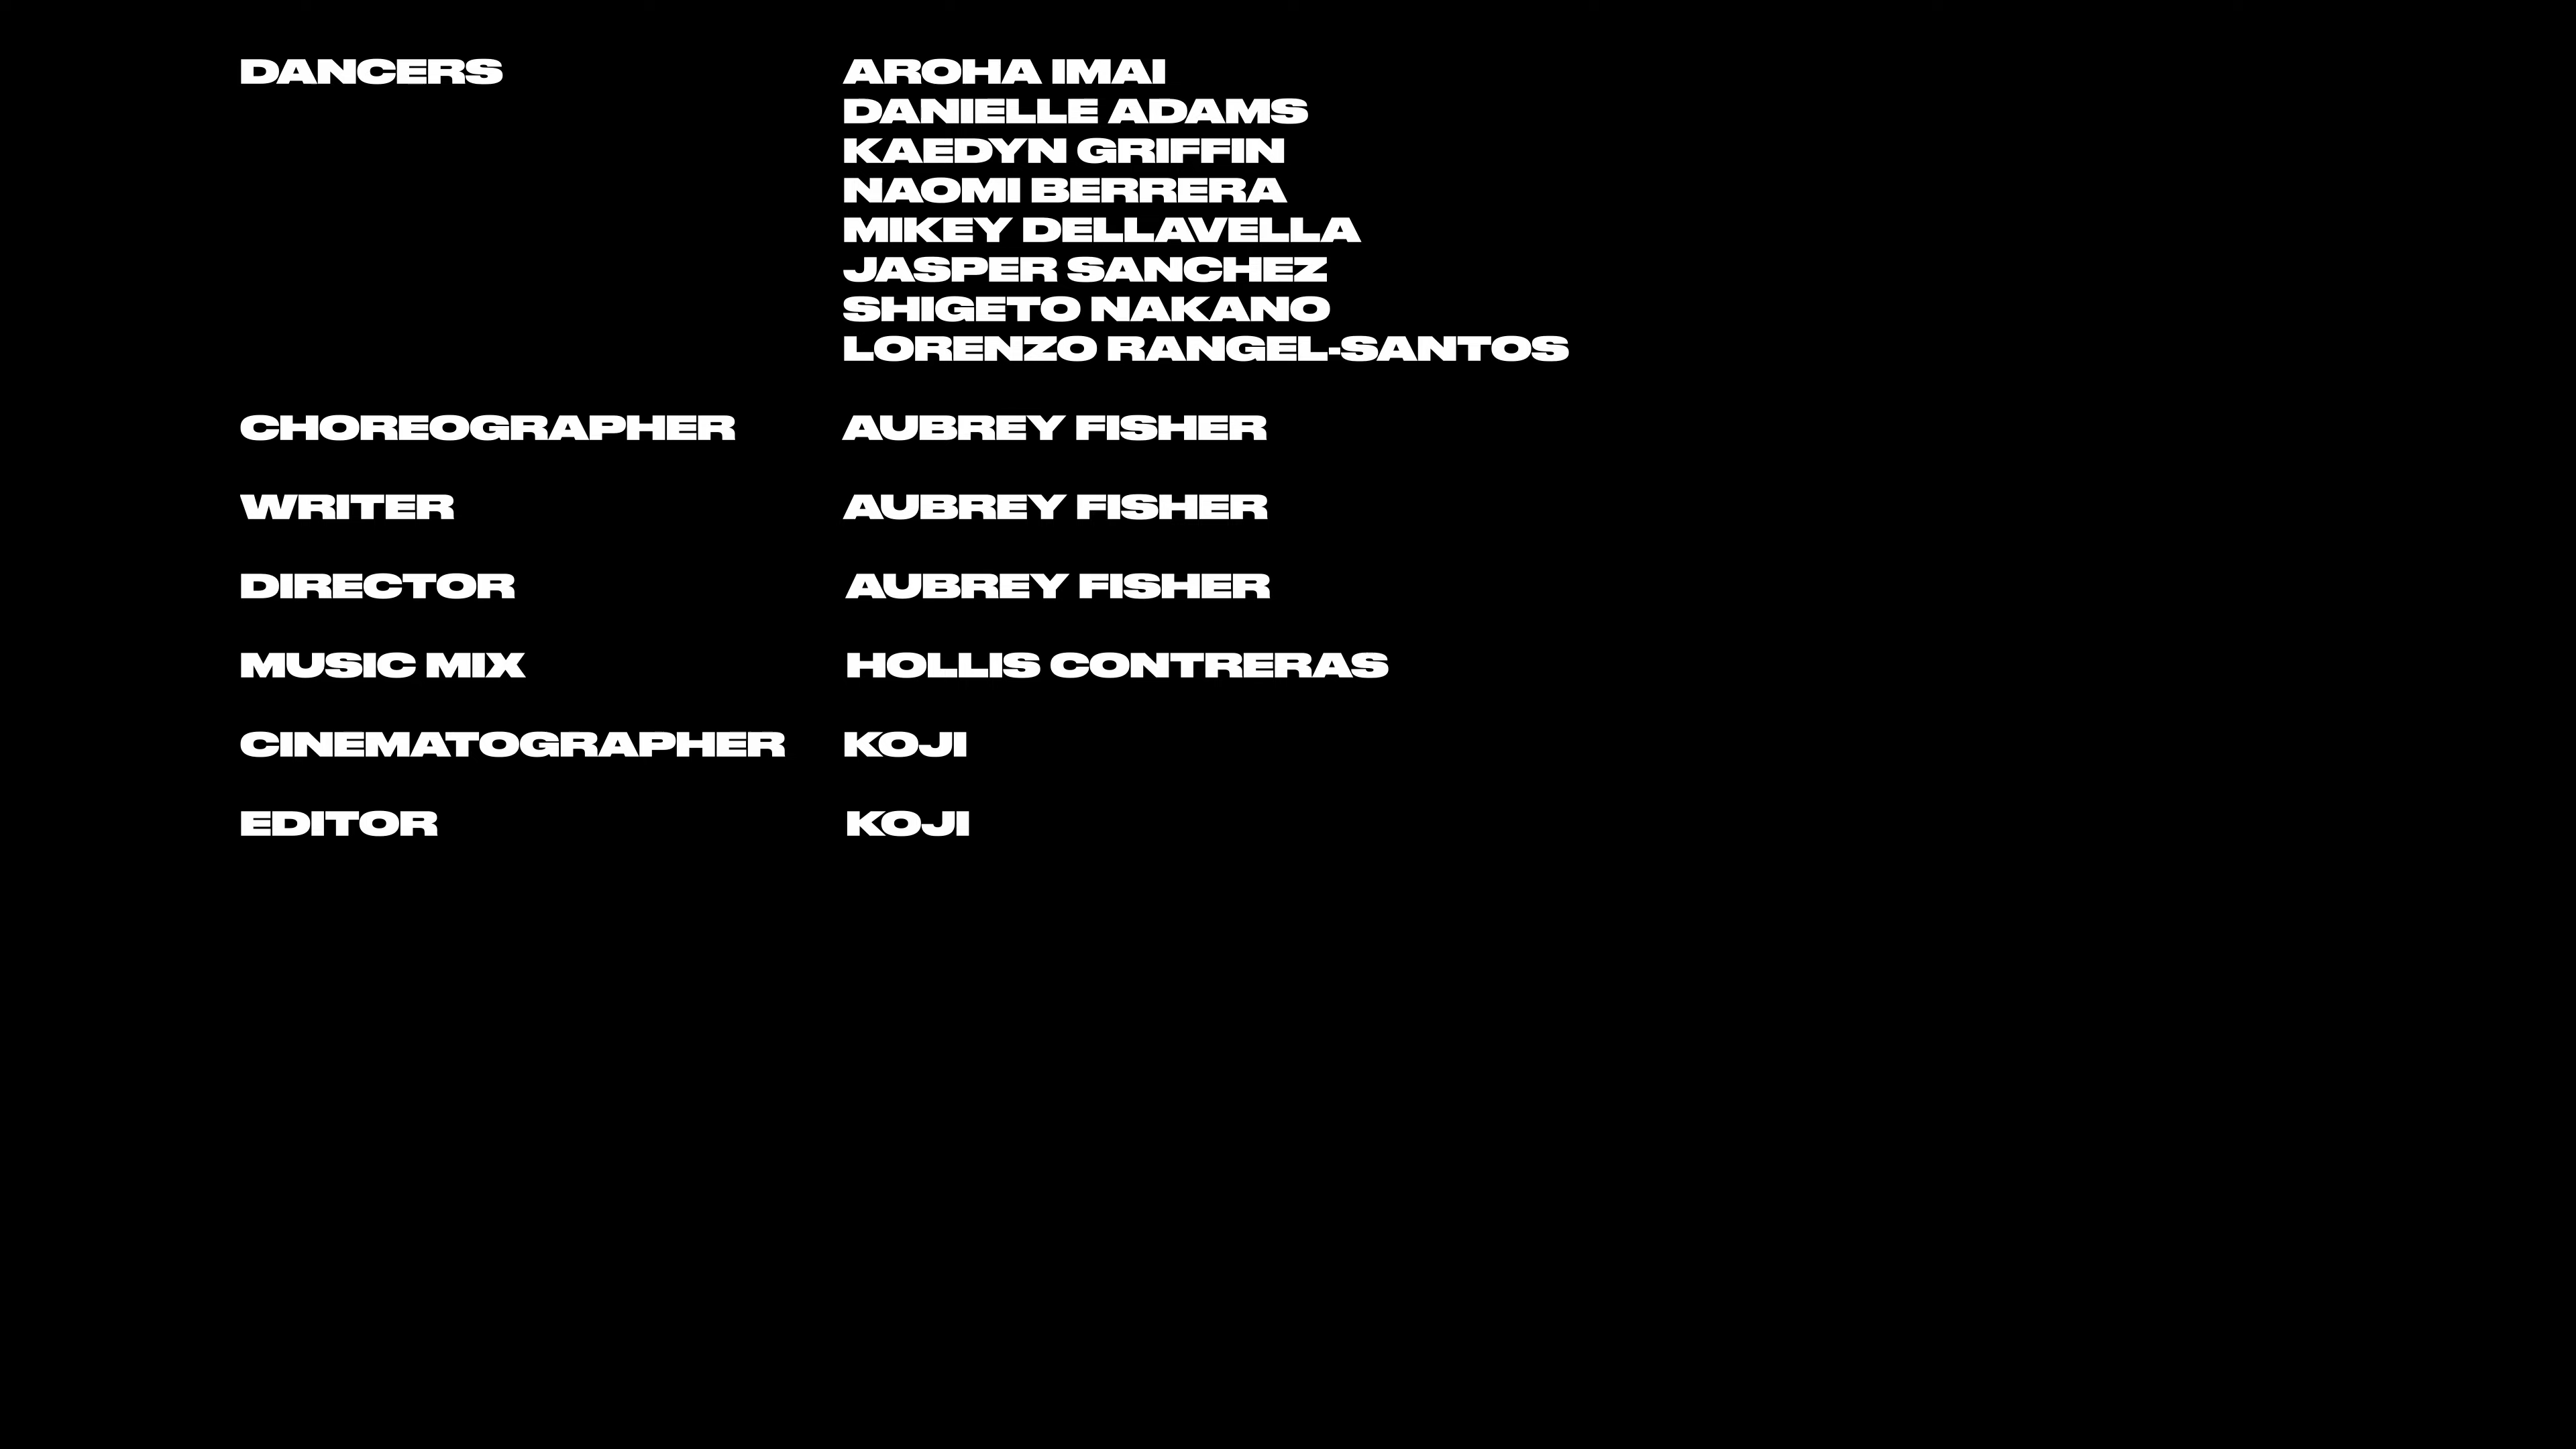 DANCERS AROHA IMAI
DANIELLE ADAMS
KAEDYN GRIFFIN
NAOMI BERRERA
MIKEY DELLAVELLA
JASPER SANCHEZ
SHIGETO NAKANO
LORENZO RANGEL-SANTOS
CHOREOGRAPHER AUBREY FISHER
WRITER AUBREY FISHER
DIRECTOR AUBREY FISHER
MUSIC MIX HOLLIS CONTRERAS
CINEMATOGRAPHER KOJI
EDITOR KOJI